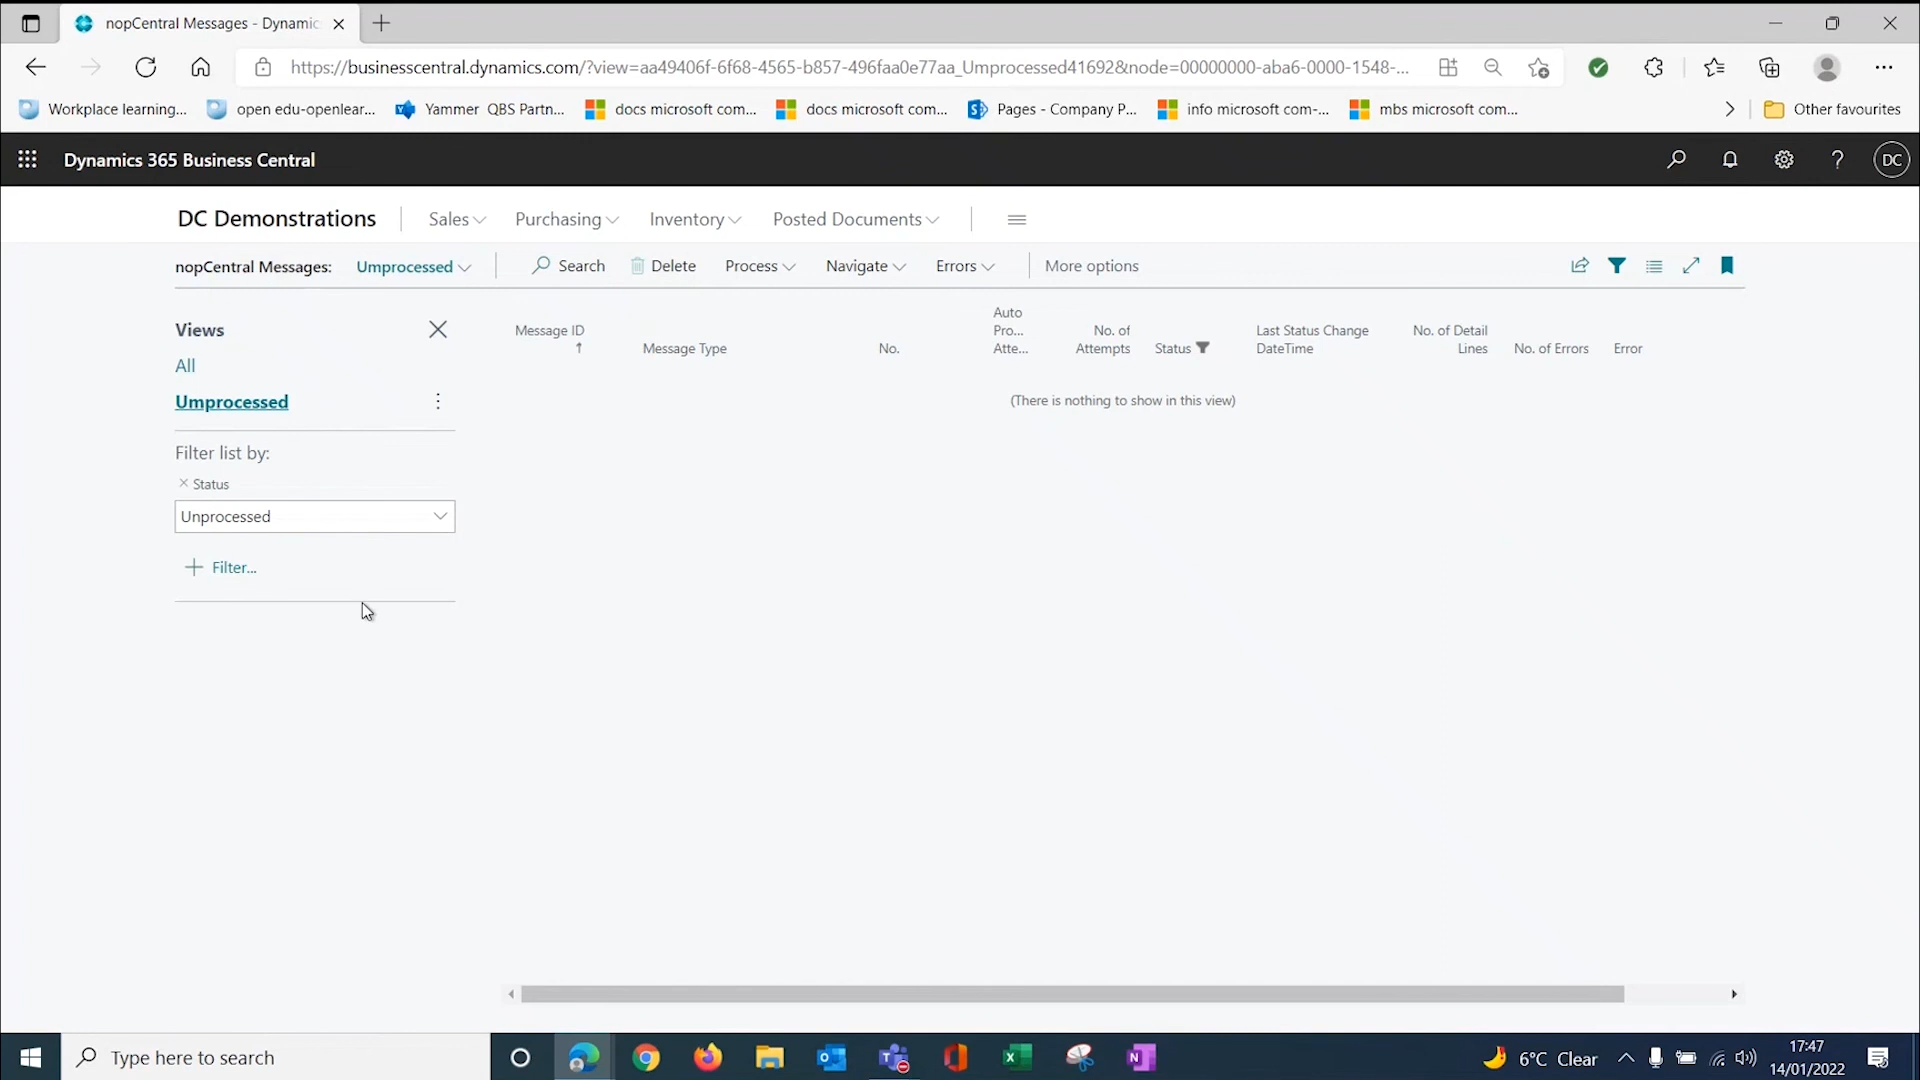 nopCentral Messages - Dynamic
https://businesscentral.dynamics.com/?view=aa49406f-6f68-4565-b857-496faa0e77aa_Umprocessed41692&node=00000000-aba6-0000-1548-...
Workplace learning... open edu-openlear... Yammer QBS Partn... docs microsoft com... docs microsoft com... Pages - Company P... info microsoft com-... mbs microsoft com... Other favourites
Dynamics 365 Business Central
? DC
DC Demonstrations Sales Purchasing Inventory Posted Documents
nopCentral Messages: Umprocessed Search Delete Process Navigate Errors More options
Views
All
Umprocessed
Filter list by:
× Status
Unprocessed
+ Filter...
Message ID ↑
Message Type
No.
Auto
Pro...
Atte...
No. of
Attempts
Status
Last Status Change
DateTime
No. of Detail
Lines
No. of Errors
Error
(There is nothing to show in this view)
Type here to search
6°C Clear
17:47
14/01/2022